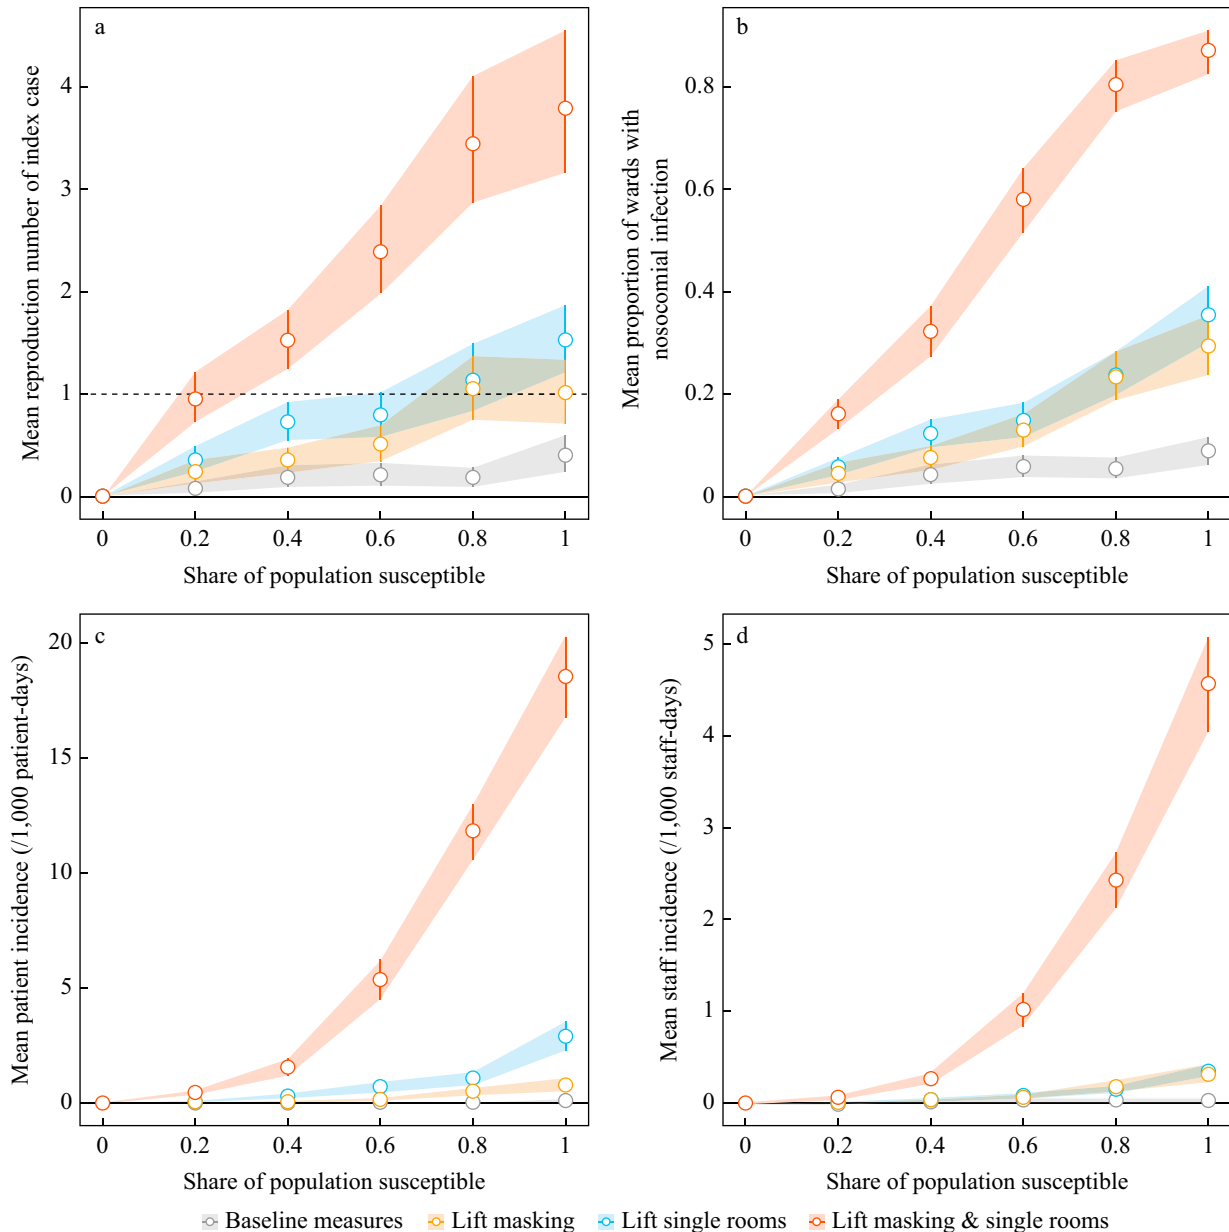 a
Mean reproduction number of index case
4
3
2
1
0
0 0.2 0.4 0.6 0.8 1
Share of population susceptible
b
Mean proportion of wards with
nosocomial infection
0.8
0.6
0.4
0.2
0
0 0.2 0.4 0.6 0.8 1
Share of population susceptible
c
Mean patient incidence (/1,000 patient-days)
20
15
10
5
0
0 0.2 0.4 0.6 0.8 1
Share of population susceptible
d
Mean staff incidence (/1,000 staff-days)
5
4
3
2
1
0
0 0.2 0.4 0.6 0.8 1
Share of population susceptible
Baseline measures Lift masking Lift single rooms Lift masking & single rooms